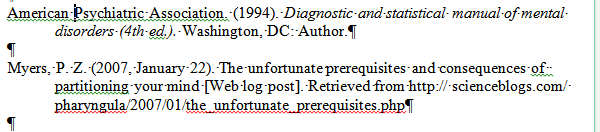 American Psychiatric Association. (1994). Diagnostic and statistical manual of mental
disorders (4th ed.). Washington, DC: Author.¶
¶
Myers, P. Z. (2007, January 22). The unfortunate prerequisites and consequences of
partitioning your mind [Web log post]. Retrieved from http:// scienceblogs.com/
pharyngula/2007/01/the_unfortunate_prerequisites.php¶
¶